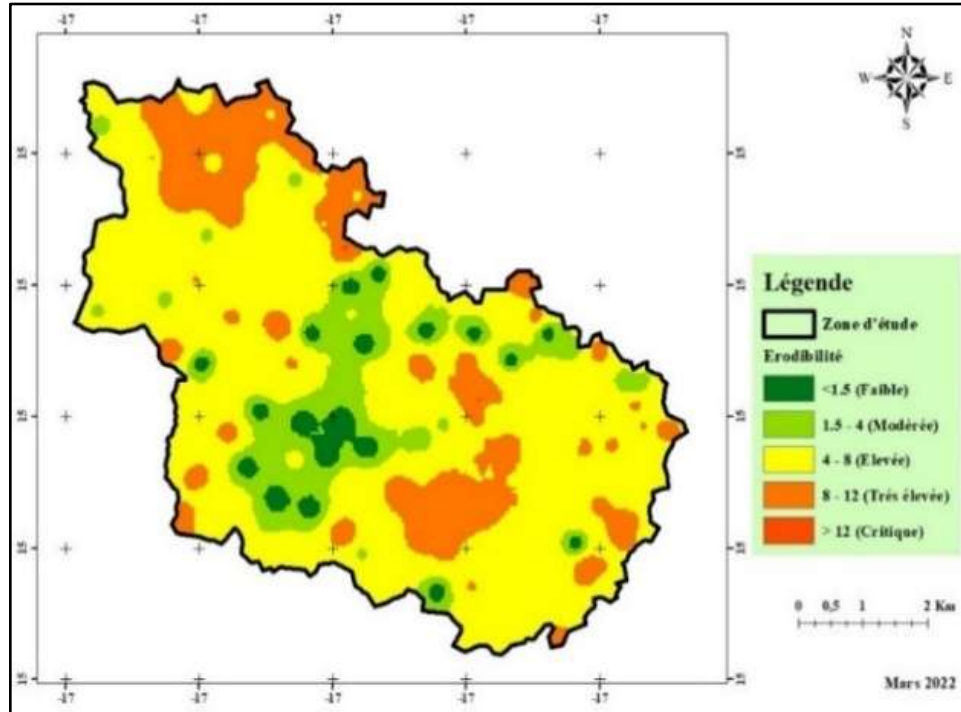 -17 -17 -17 -17 -17
N
W E
S
15 15
15 15
15 15
15 15
15 15
Légende
Zone d'étude
Erodibilité
<1.5 (Faible)
1.5 - 4 (Modérée)
4 - 8 (Elevée)
8 - 12 (Trés élevée)
> 12 (Critique)
0 0,5 1 2 Km
-17 -17 -17 -17 -17
Mars 2022